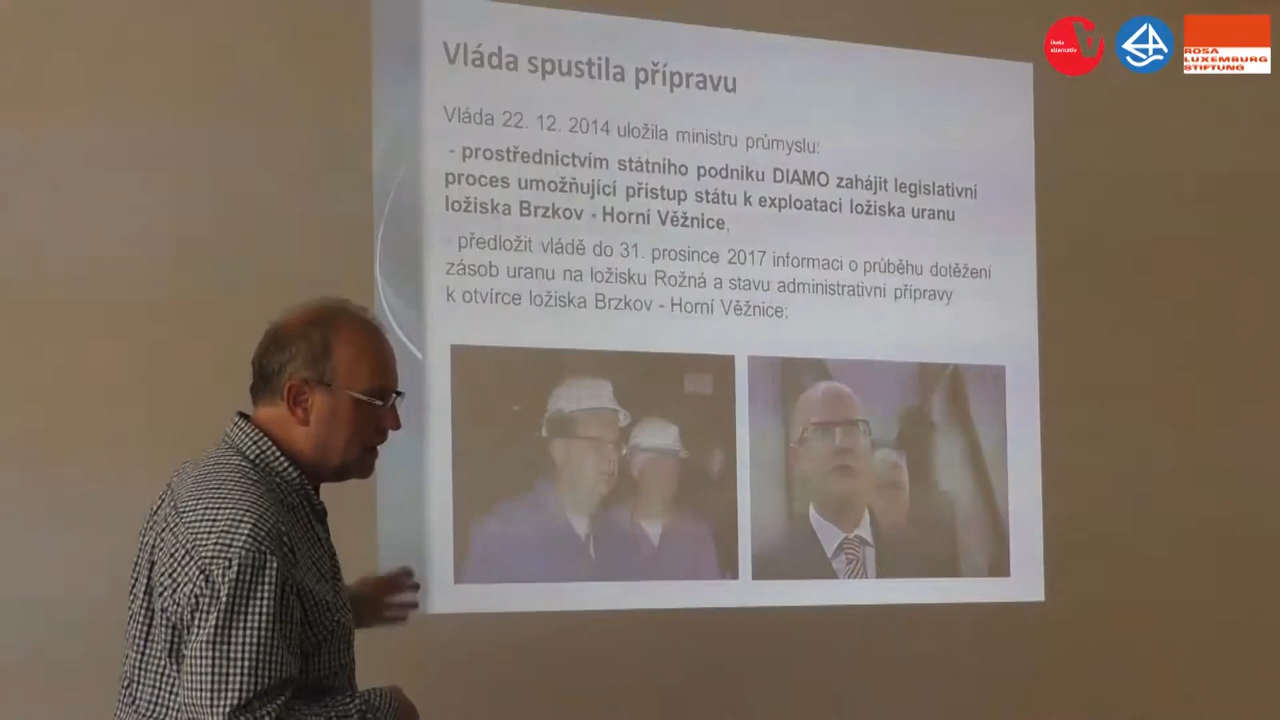 Vláda spustila přípravu
Vláda 22. 12. 2014 uložila ministru průmyslu:
- prostřednictvím státního podniku DIAMO zahájit legislativní
proces umožňující přístup státu k exploataci ložiska uranu
ložiska Brzkov - Horní Věžnice,
- předložit vládě do 31. prosince 2017 informaci o průběhu dotěžení
zásob uranu na ložisku Rožná a stavu administrativní přípravy
k otvírce ložiska Brzkov - Horní Věžnice;
alternativ
ROSA
LUXEMBURG
STIFTUNG